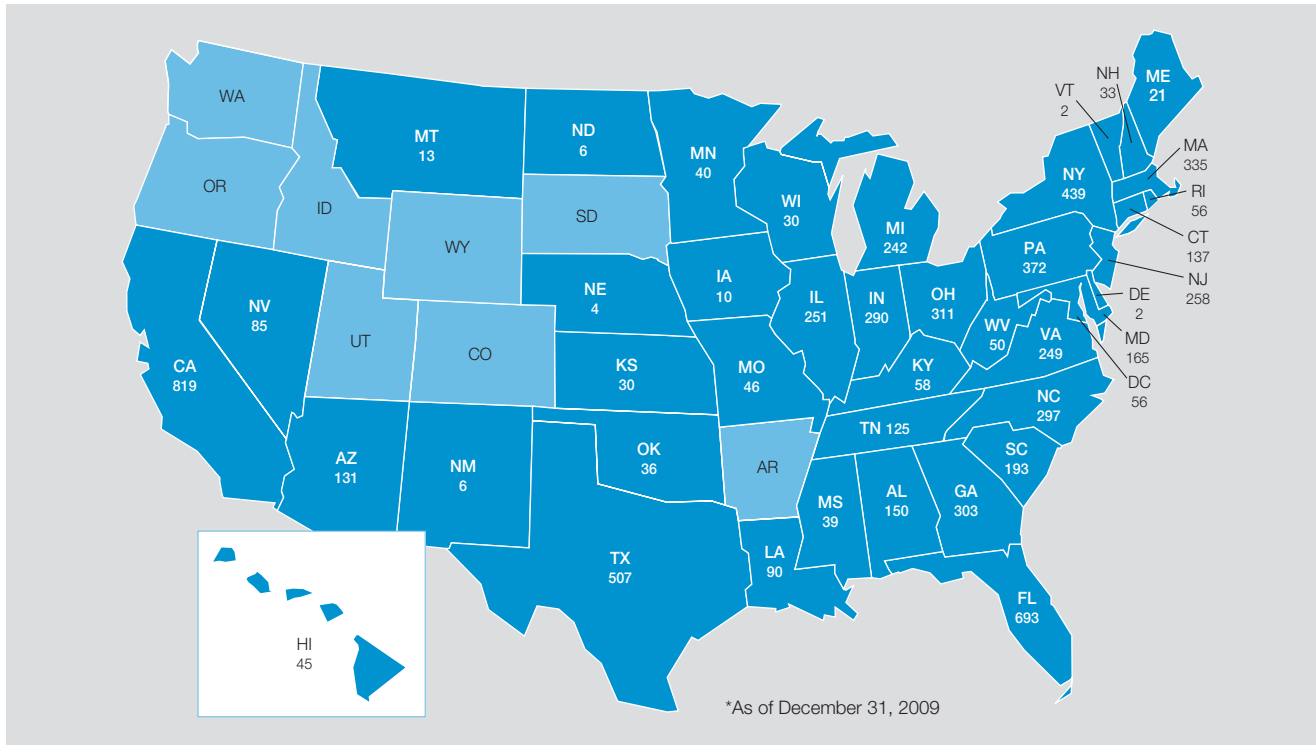 WA
OR
ID
MT
13
ND
6
SD
WY
MN
40
WI
30
MI
242
NY
439
VT
2
NH
33
ME
21
MA
335
RI
56
CT
137
NJ
258
PA
372
DE
2
MD
165
DC
56
CA
819
NV
85
UT
CO
NE
4
IA
10
IL
251
IN
290
OH
311
WV
50
VA
249
KS
30
MO
46
KY
58
NC
297
TN 125
SC
193
AZ
131
NM
6
OK
36
AR
MS
39
AL
150
GA
303
TX
507
LA
90
FL
693
HI
45
*As of December 31, 2009